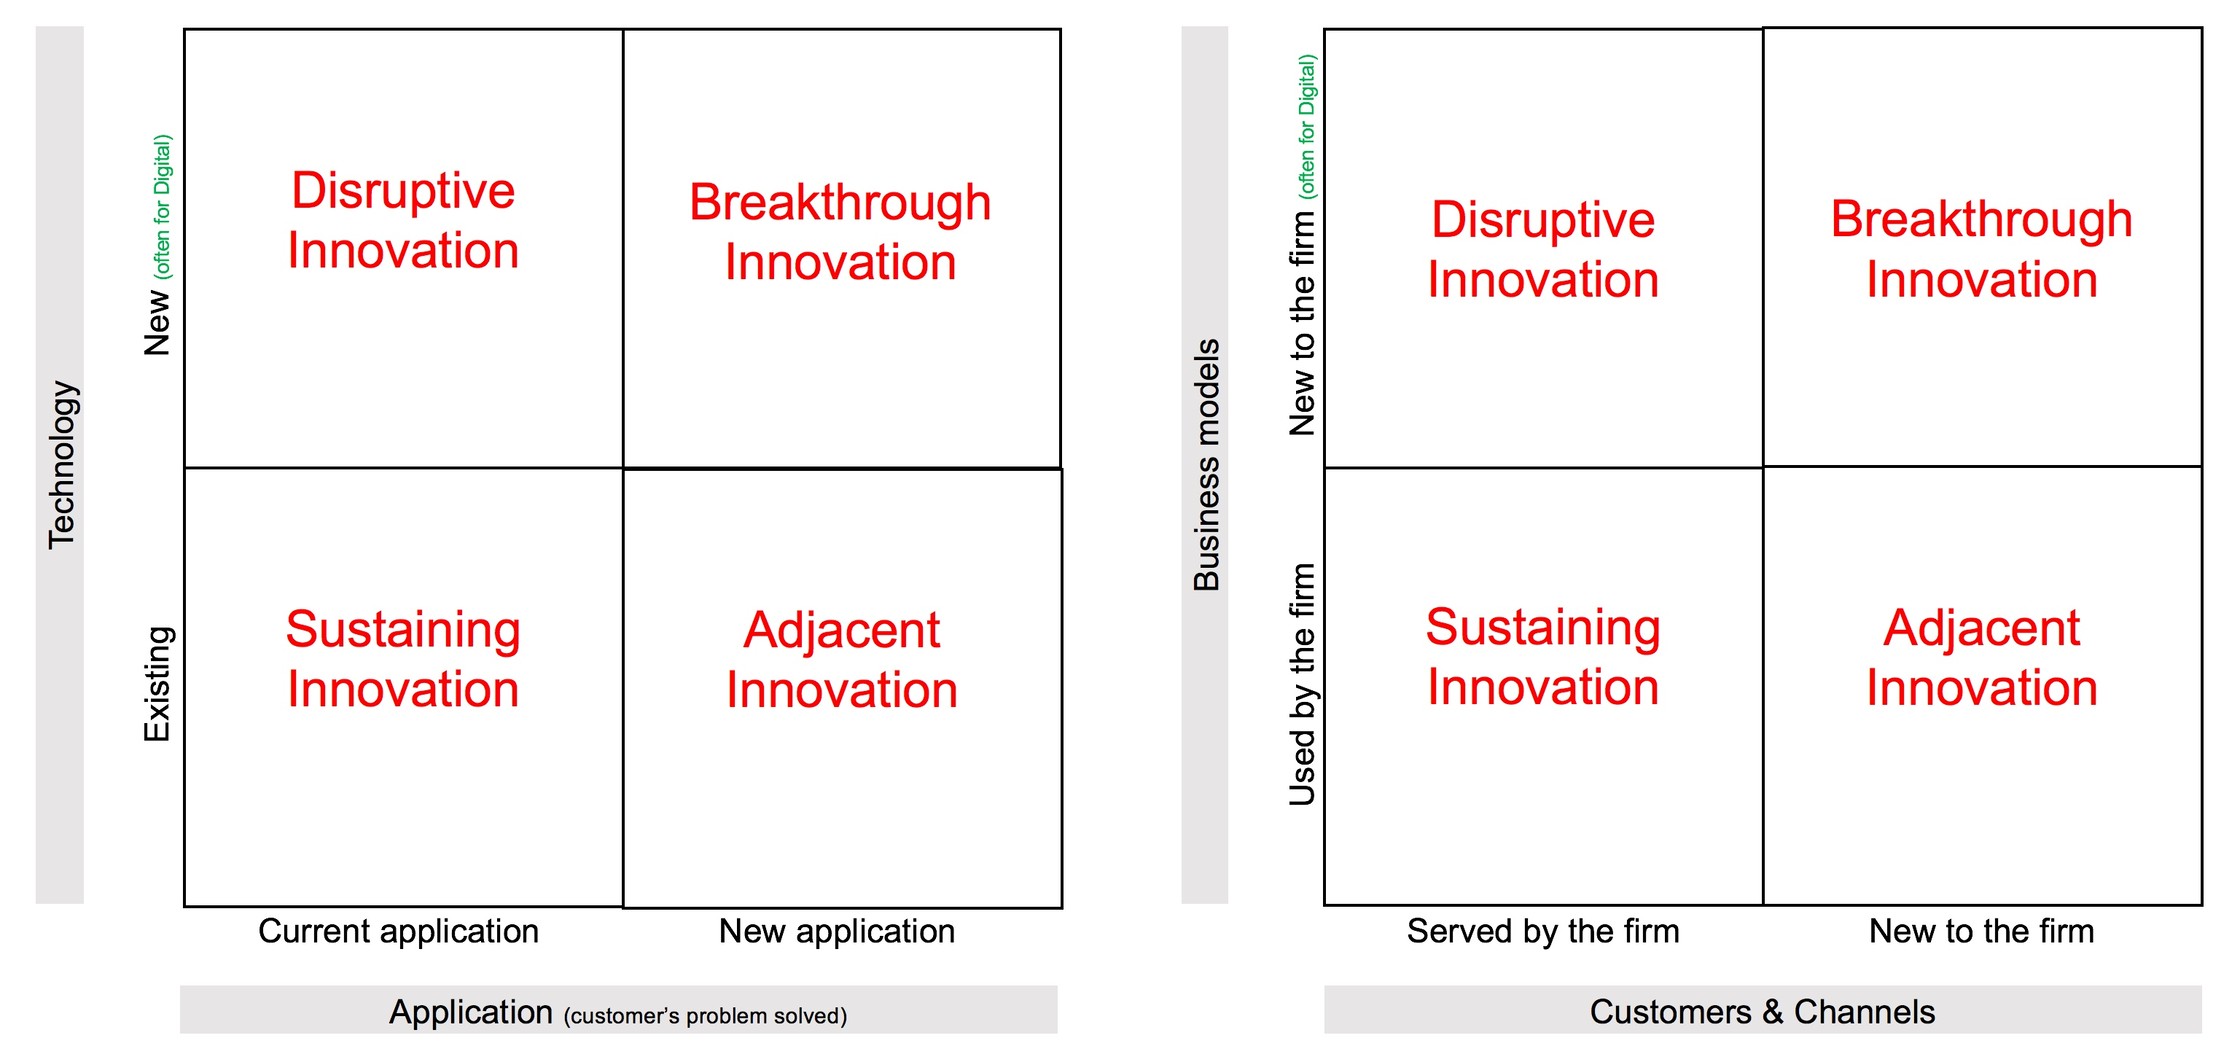 Technology
New (often for Digital)
Existing
Disruptive
Innovation
Breakthrough
Innovation
Sustaining
Innovation
Adjacent
Innovation
Current application
New application
Application (customer's problem solved)
Business models
New to the firm (often for Digital)
Used by the firm
Disruptive
Innovation
Breakthrough
Innovation
Sustaining
Innovation
Adjacent
Innovation
Served by the firm
New to the firm
Customers & Channels